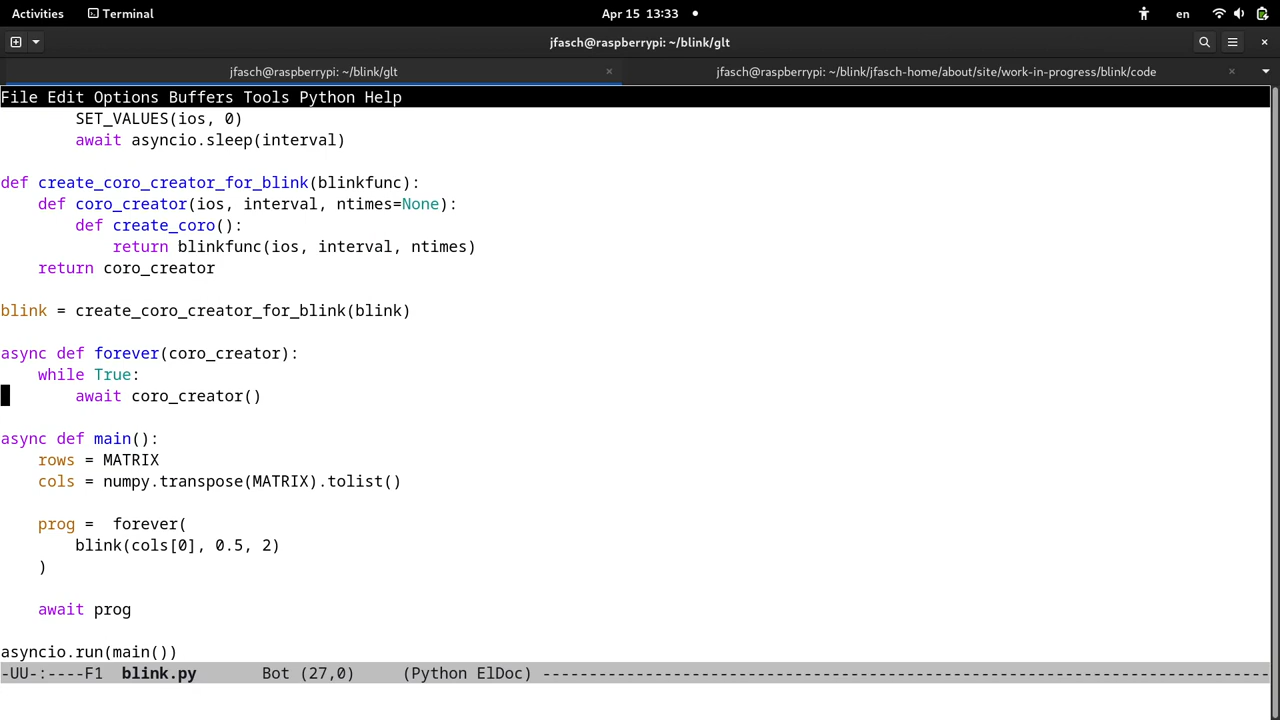 Activities Terminal Apr 15 13:33 en
jfasch@raspberrypi: ~/blink/glt
jfasch@raspberrypi: ~/blink/glt × jfasch@raspberrypi: ~/blink/jfasch-home/about/site/work-in-progress/blink/code ×
File Edit Options Buffers Tools Python Help
        SET_VALUES(ios, 0)
        await asyncio.sleep(interval)
def create_coro_creator_for_blink(blinkfunc):
    def coro_creator(ios, interval, ntimes=None):
        def create_coro():
            return blinkfunc(ios, interval, ntimes)
    return coro_creator
blink = create_coro_creator_for_blink(blink)
async def forever(coro_creator):
    while True:
        await coro_creator()
async def main():
    rows = MATRIX
    cols = numpy.transpose(MATRIX).tolist()
    prog =  forever(
        blink(cols[0], 0.5, 2)
    )
    await prog
asyncio.run(main())
-UU-:----F1  blink.py       Bot (27,0)     (Python ElDoc) ------------------------------------------------------------------------------